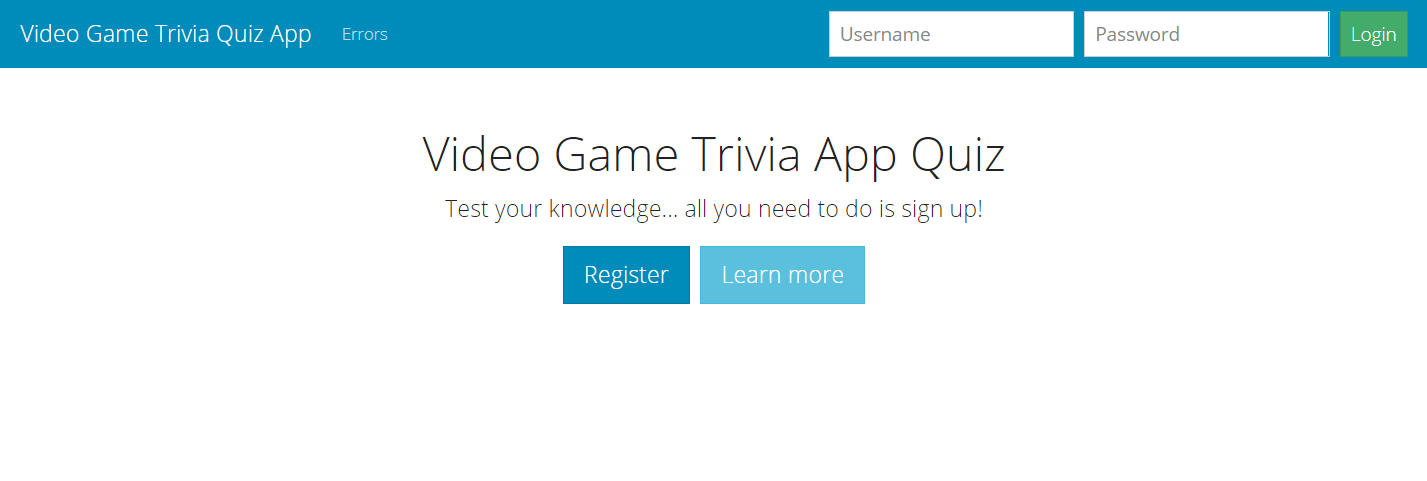 Video Game Trivia Quiz App Errors Username Password Login
Video Game Trivia App Quiz
Test your knowledge... all you need to do is sign up!
Register Learn more